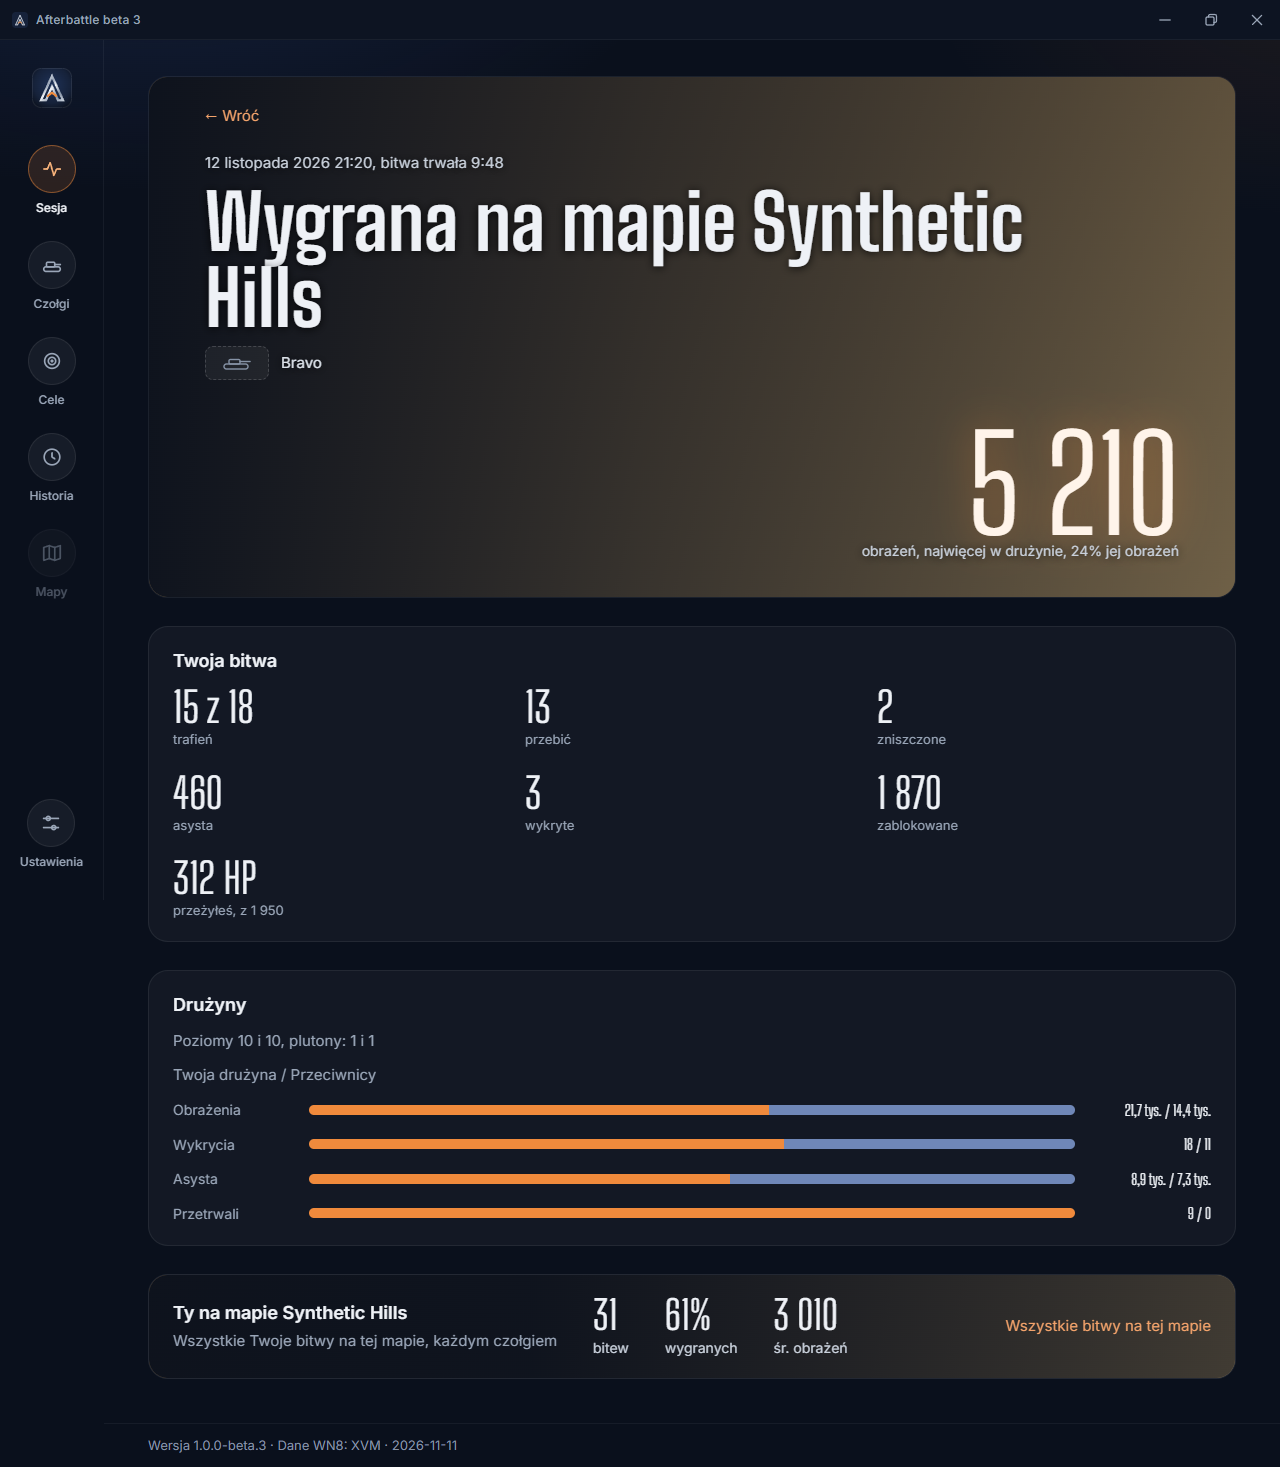 Afterbattle beta 3
Sesja
Czołgi
Cele
Historia
Mapy
Ustawienia
← Wróć
12 listopada 2026 21:20, bitwa trwała 9:48
Wygrana na mapie Synthetic
Hills
Bravo
5 210
obrażeń, najwięcej w drużynie, 24% jej obrażeń
Twoja bitwa
15 z 18
trafień
13
przebić
2
zniszczone
460
asysta
3
wykryte
1 870
zablokowane
312 HP
przeżyłeś, z 1 950
Drużyny
Poziomy 10 i 10, plutony: 1 i 1
Twoja drużyna / Przeciwnicy
Obrażenia 21,7 tys. / 14,4 tys.
Wykrycia 18 / 11
Asysta 8,9 tys. / 7,3 tys.
Przetrwali 9 / 0
Ty na mapie Synthetic Hills
Wszystkie Twoje bitwy na tej mapie, każdym czołgiem
31
bitew
61%
wygranych
3 010
śr. obrażeń
Wszystkie bitwy na tej mapie
Wersja 1.0.0-beta.3 · Dane WN8: XVM · 2026-11-11